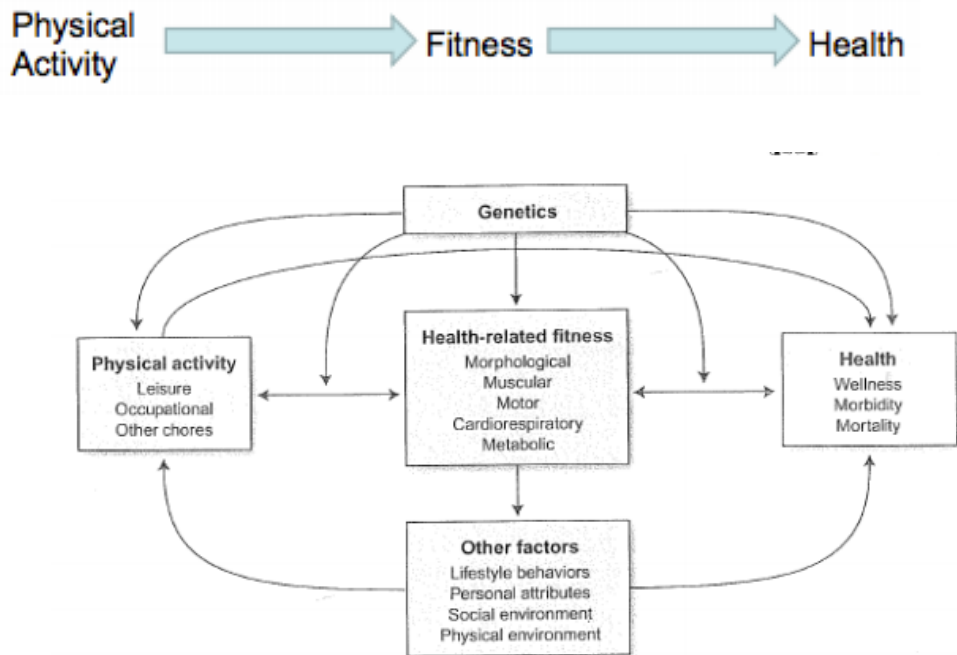 Physical
Activity
Fitness
Health
Genetics
Physical activity
Leisure
Occupational
Other chores
Health-related fitness
Morphological
Muscular
Motor
Cardiorespiratory
Metabolic
Health
Wellness
Morbidity
Mortality
Other factors
Lifestyle behaviors
Personal attributes
Social environment
Physical environment